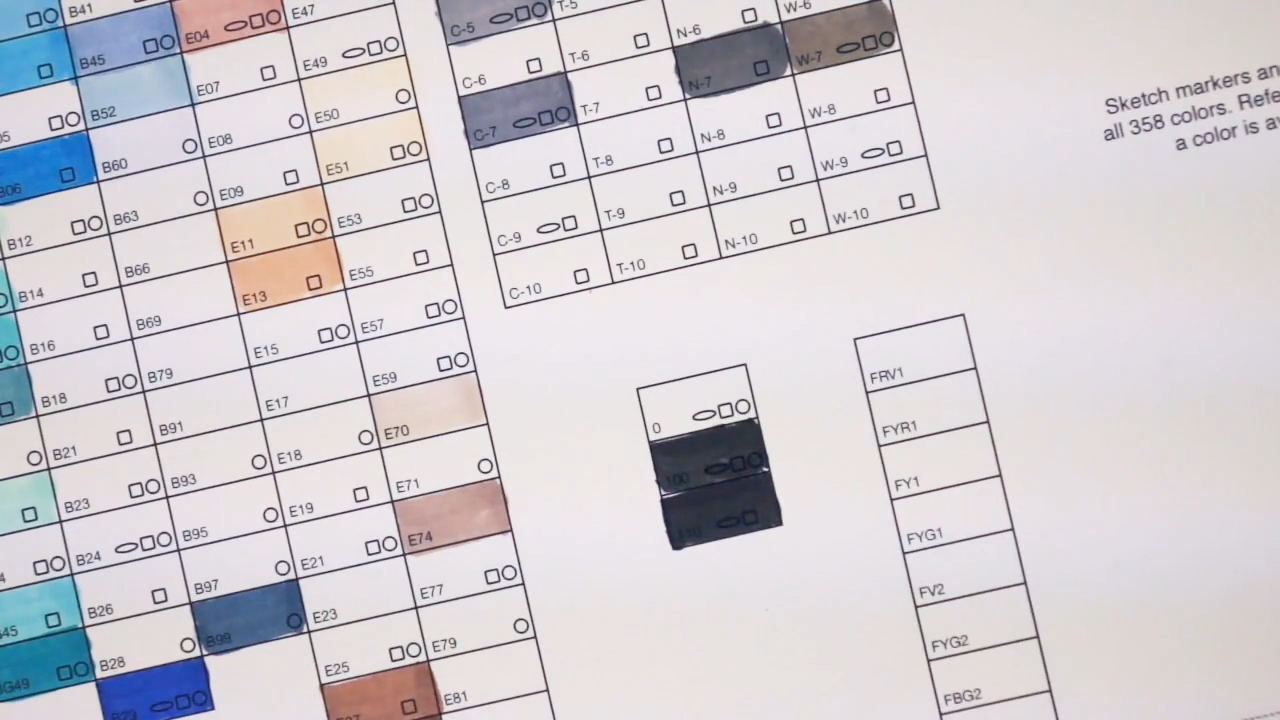 B41
B45
B52
B60
B63
B66
B69
B79
B91
B93
B95
B97
B99
B06
B12
B14
B16
B18
B21
B23
B24
B26
B28
B29
E04
E07
E08
E09
E11
E13
E15
E17
E18
E19
E21
E23
E25
E47
E49
E50
E51
E53
E55
E57
E59
E70
E71
E74
E77
E79
E81
C-5
C-6
C-7
C-8
C-9
C-10
T-5
T-6
T-7
T-8
T-9
T-10
N-6
N-7
N-8
N-9
N-10
W-6
W-7
W-8
W-9
W-10
0
100
110
FRV1
FYR1
FY1
FYG1
FV2
FYG2
FBG2
Sketch markers
all 358 colors.
a color is